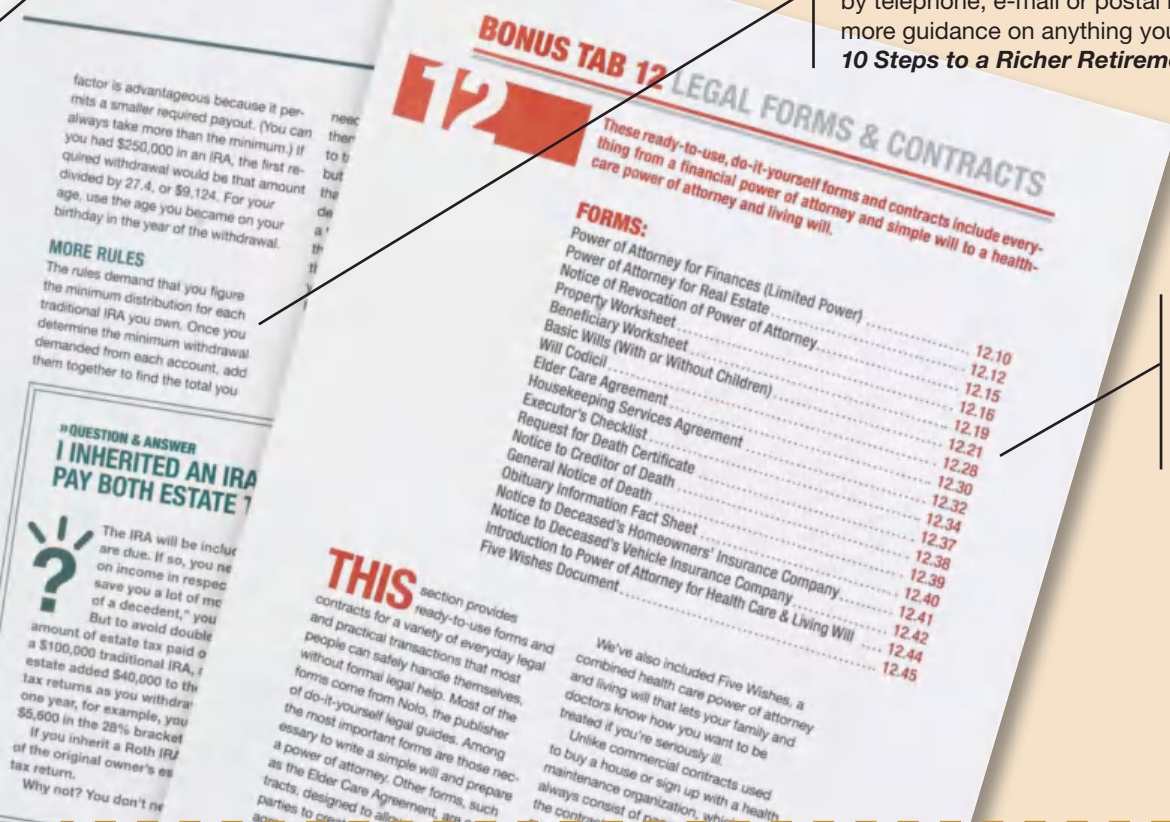 by telephone, e-mail or postal
more guidance on anything you
10 Steps to a Richer Retirem
factor is advantageous because it per-
mits a smaller required payout. (You can
always take more than the minimum.) If
you had $250,000 in an IRA, the first re-
quired withdrawal would be that amount
divided by 27.4, or $9,124. For your
age, use the age you became on your
birthday in the year of the withdrawal.
MORE RULES
The rules demand that you figure
the minimum distribution for each
traditional IRA you own. Once you
determine the minimum withdrawal
demanded from each account, add
them together to find the total you
»QUESTION & ANSWER
I INHERITED AN IRA
PAY BOTH ESTATE T
?
The IRA will be includ
are due. If so, you ne
on income in respec
save you a lot of mo
of a decedent," you
But to avoid double
amount of estate tax paid o
a $100,000 traditional IRA,
estate added $40,000 to the
tax returns as you withdra
one year, for example, you
$5,600 in the 28% bracket
If you inherit a Roth IRA
of the original owner's es
tax return.
Why not? You don't ne
BONUS TAB 12 LEGAL FORMS & CONTRACTS
12
These ready-to-use, do-it-yourself forms and contracts include every-
thing from a financial power of attorney and simple will to a health-
care power of attorney and living will.
FORMS:
Power of Attorney for Finances (Limited Power) 12.10
Power of Attorney for Real Estate 12.12
Notice of Revocation of Power of Attorney 12.15
Property Worksheet 12.16
Beneficiary Worksheet 12.19
Basic Wills (With or Without Children) 12.21
Will Codicil 12.28
Elder Care Agreement 12.30
Housekeeping Services Agreement 12.32
Executor's Checklist 12.34
Request for Death Certificate 12.37
Notice to Creditor of Death 12.38
General Notice of Death 12.39
Obituary Information Fact Sheet 12.40
Notice to Deceased's Homeowners' Insurance Company 12.41
Notice to Deceased's Vehicle Insurance Company 12.42
Introduction to Power of Attorney for Health Care & Living Will 12.44
Five Wishes Document 12.45
THIS section provides
ready-to-use forms and
contracts for a variety of everyday legal
and practical transactions that most
people can safely handle themselves,
without formal legal help. Most of the
forms come from Nolo, the publisher
of do-it-yourself legal guides. Among
the most important forms are those nec-
essary to write a simple will and prepare
a power of attorney. Other forms, such
as the Elder Care Agreement, are
tracts, designed to allow
parties to crea
We've also included Five Wishes, a
combined health care power of attorney
and living will that lets your family and
doctors know how you want to be
treated if you're seriously ill.
Unlike commercial contracts used
to buy a house or sign up with a health
maintenance organization, which
always consist of pa
the contra